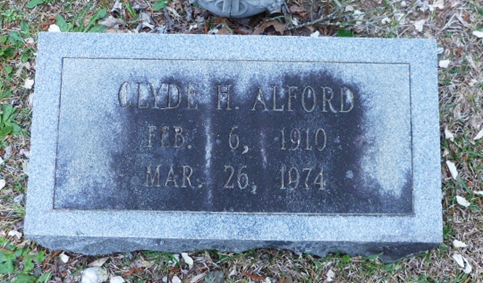 CLYDE H. ALFORD
FEB. 6, 1910
MAR. 26, 1974